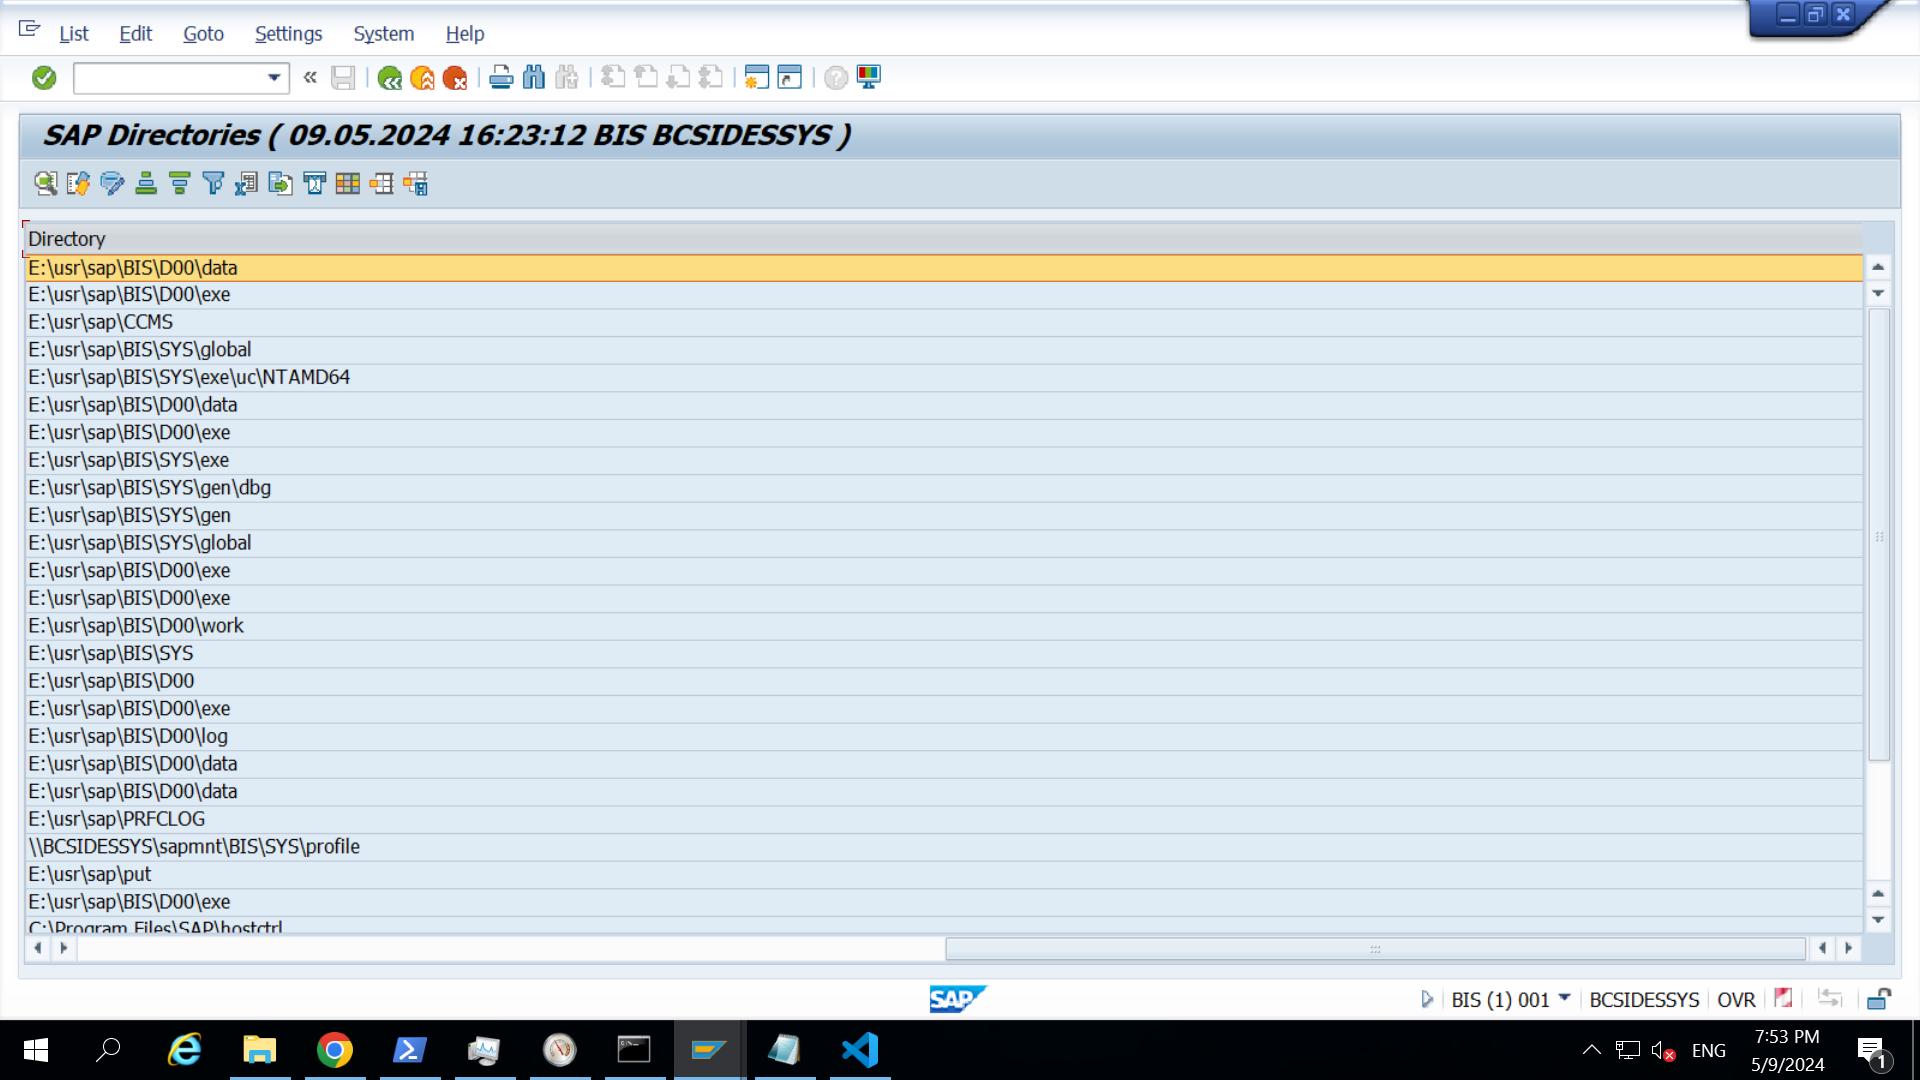 List Edit Goto Settings System Help
SAP Directories ( 09.05.2024 16:23:12 BIS BCSIDESSYS )
Directory
E:\usr\sap\BIS\D00\data
E:\usr\sap\BIS\D00\exe
E:\usr\sap\CCMS
E:\usr\sap\BIS\SYS\global
E:\usr\sap\BIS\SYS\exe\uc\NTAMD64
E:\usr\sap\BIS\D00\data
E:\usr\sap\BIS\D00\exe
E:\usr\sap\BIS\SYS\exe
E:\usr\sap\BIS\SYS\gen\dbg
E:\usr\sap\BIS\SYS\gen
E:\usr\sap\BIS\SYS\global
E:\usr\sap\BIS\D00\exe
E:\usr\sap\BIS\D00\exe
E:\usr\sap\BIS\D00\work
E:\usr\sap\BIS\SYS
E:\usr\sap\BIS\D00
E:\usr\sap\BIS\D00\exe
E:\usr\sap\BIS\D00\log
E:\usr\sap\BIS\D00\data
E:\usr\sap\BIS\D00\data
E:\usr\sap\PRFCLOG
\\BCSIDESSYS\sapmnt\BIS\SYS\profile
E:\usr\sap\put
E:\usr\sap\BIS\D00\exe
C:\Program Files\SAP\hostctrl
SAP BIS (1) 001 BCSIDESSYS OVR
ENG 7:53 PM
5/9/2024 1